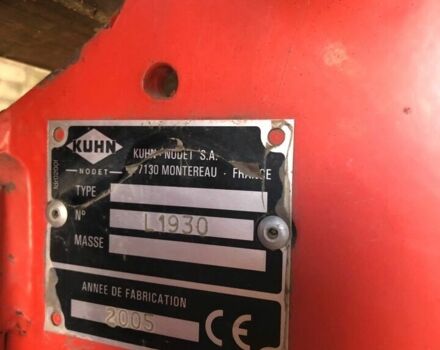 KUHN
NODET
KUHN-NODET S.A.
77130 MONTEREAU - FRANCE
TYPE
N° L1930
MASSE
ANNEE DE FABRICATION
2005 CE